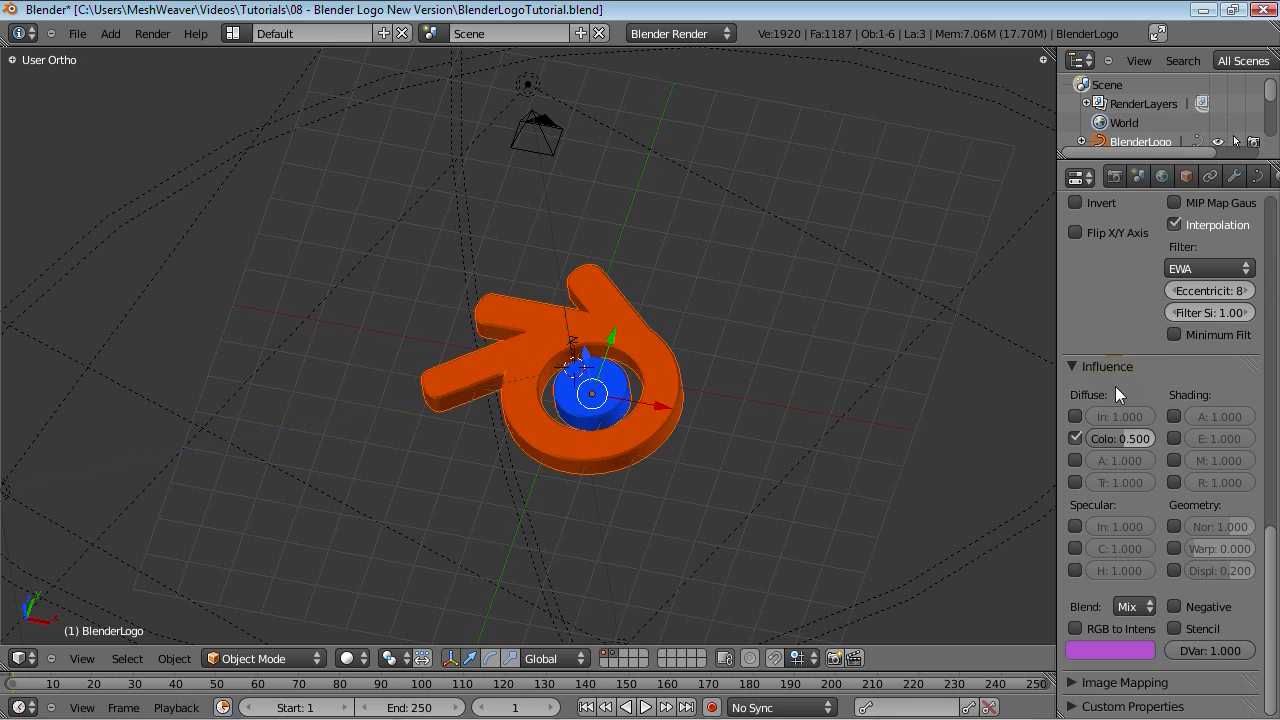 Blender* [C:\Users\MeshWeaver\Videos\Tutorials\08 - Blender Logo New Version\BlenderLogoTutorial.blend]
File Add Render Help Default Scene Blender Render Ve:1920 | Fa:1187 | Ob:1-6 | La:3 | Mem:7.06M (17.70M) | BlenderLogo
User Ortho
View Search All Scenes
Scene
RenderLayers
World
BlenderLogo
Invert MIP Map Gaus
Interpolation
Flip X/Y Axis
Filter:
EWA
Eccentricit: 8
Filter Si: 1.00
Minimum Filt
Influence
Diffuse: Shading:
In: 1.000 A: 1.000
Colo: 0.500 E: 1.000
A: 1.000 M: 1.000
Tr: 1.000 R: 1.000
Specular: Geometry:
In: 1.000 Nor: 1.000
C: 1.000 Warp: 0.000
H: 1.000 Displ: 0.200
Blend: Mix Negative
RGB to Intens Stencil
DVar: 1.000
Image Mapping
Custom Properties
Z
y
x
(1) BlenderLogo
View Select Object Object Mode Global
10 20 30 40 50 60 70 80 90 100 110 120 130 140 150 160 170 180 190 200 210 220 230 240 250
View Frame Playback Start: 1 End: 250 1 No Sync